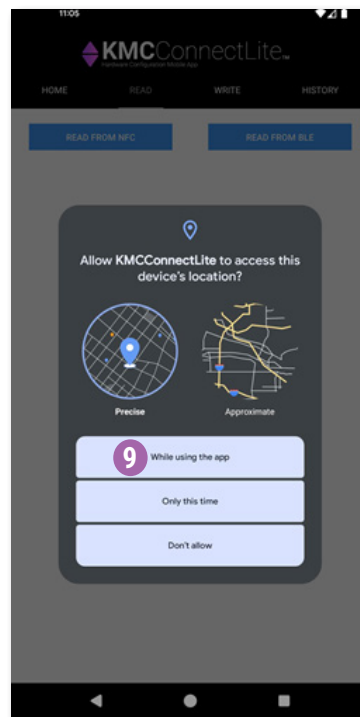 11:05
KMCConnectLite™
Hardware Configuration Mobile App
HOME READ WRITE HISTORY
READ FROM NFC READ FROM BLE
Allow KMCConnectLite to access this
device's location?
Precise Approximate
9 While using the app
Only this time
Don't allow